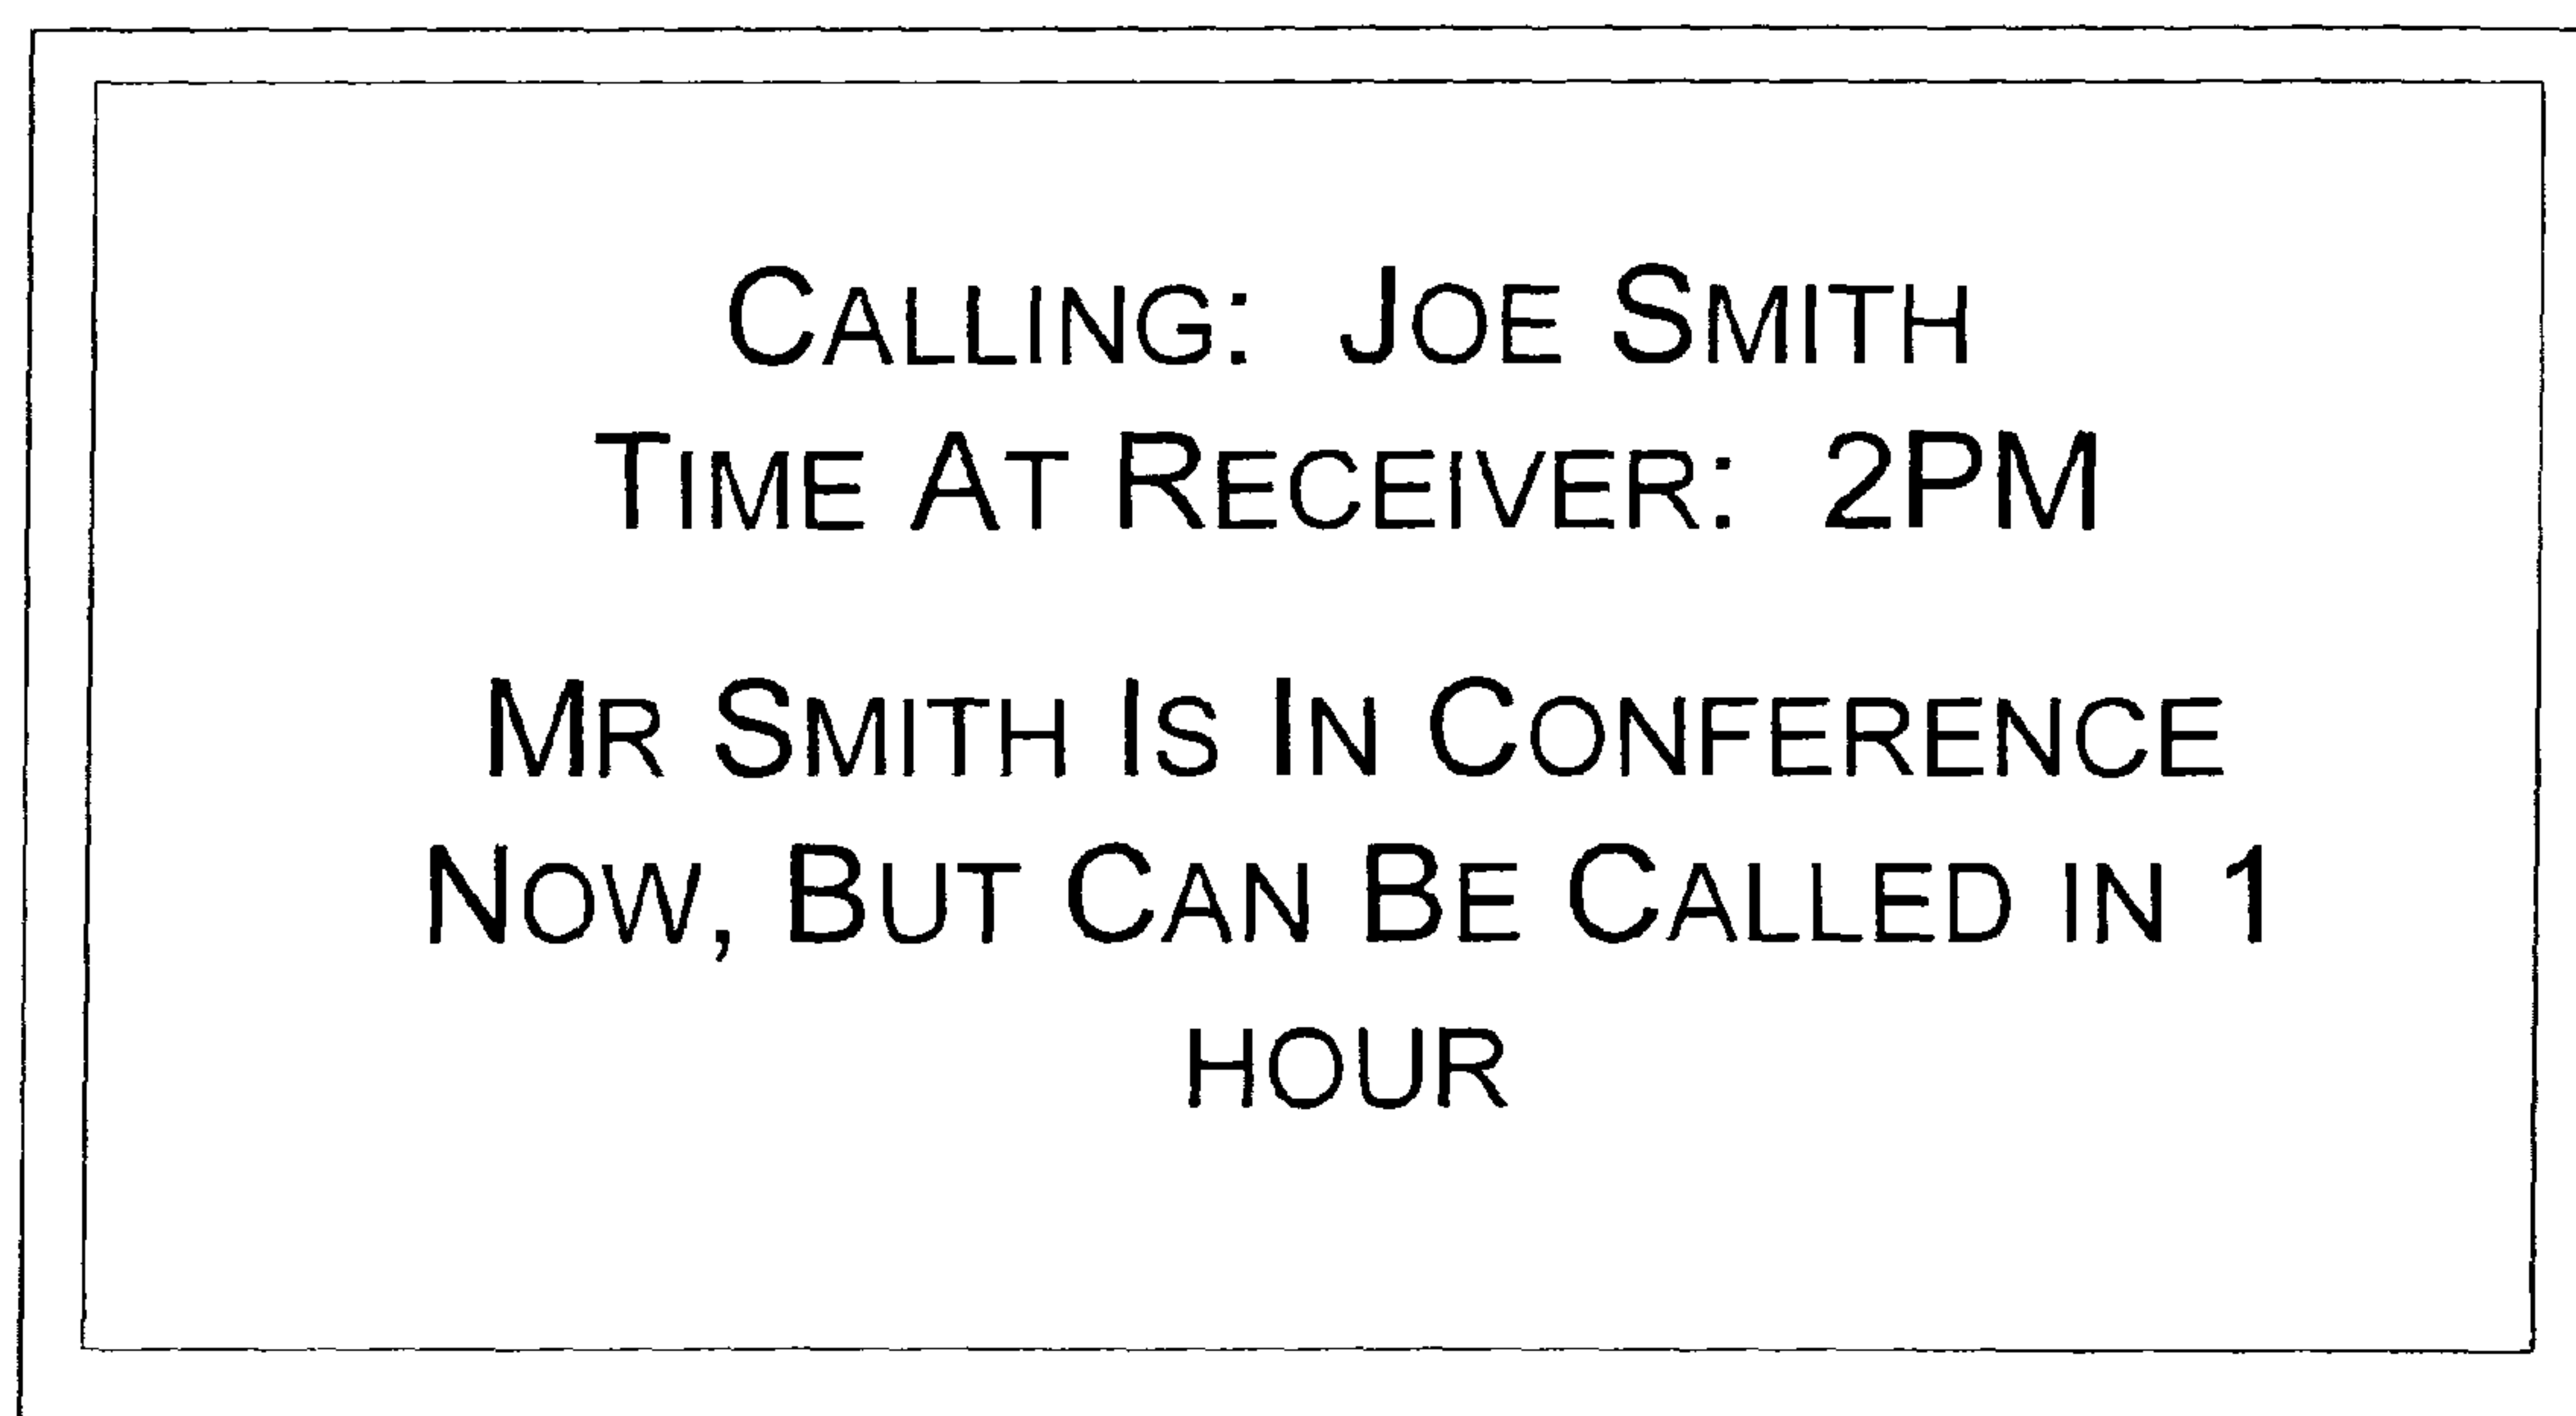 Calling: Joe Smith
Time At Receiver: 2PM
Mr Smith Is In Conference
Now, But Can Be Called in 1
hour